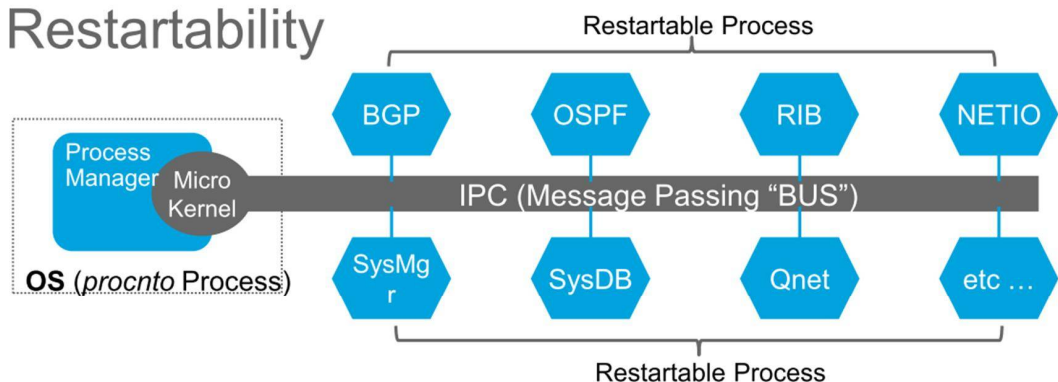 Restartability
Restartable Process
BGP
OSPF
RIB
NETIO
Process
Manager
Micro
Kernel
IPC (Message Passing “BUS”)
OS (procnto Process)
SysMg
r
SysDB
Qnet
etc ...
Restartable Process